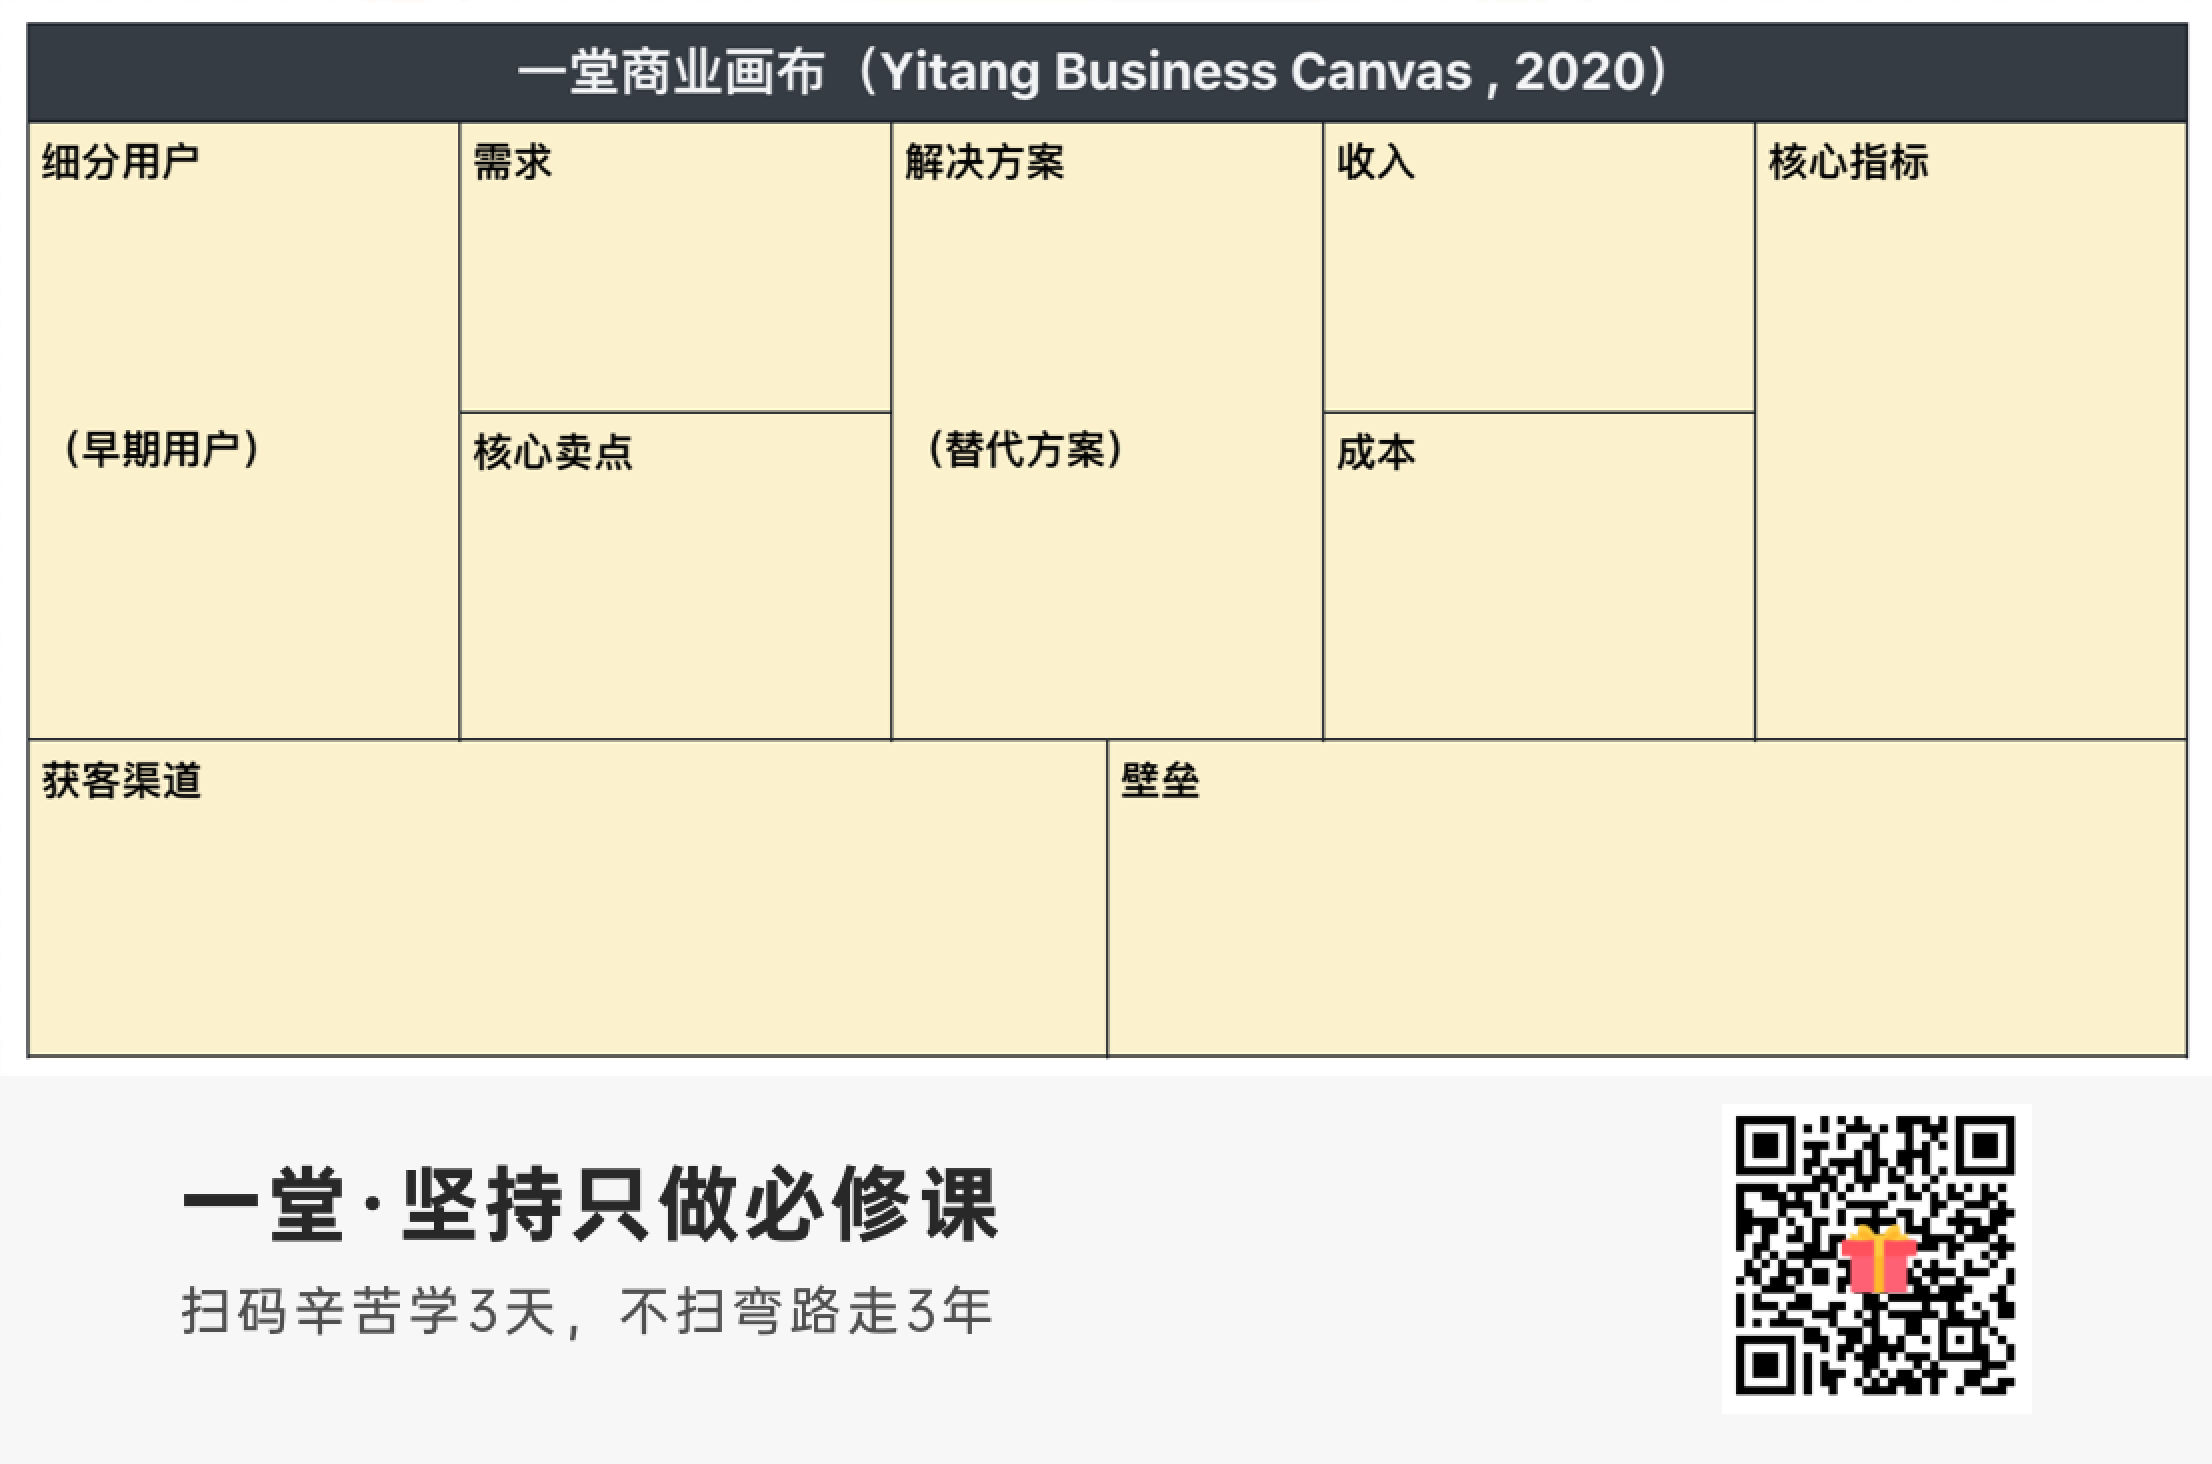 一堂商业画布（Yitang Business Canvas , 2020）
细分用户
（早期用户）
需求
核心卖点
解决方案
（替代方案）
收入
成本
核心指标
获客渠道
壁垒
一堂·坚持只做必修课
扫码辛苦学3天，不扫弯路走3年